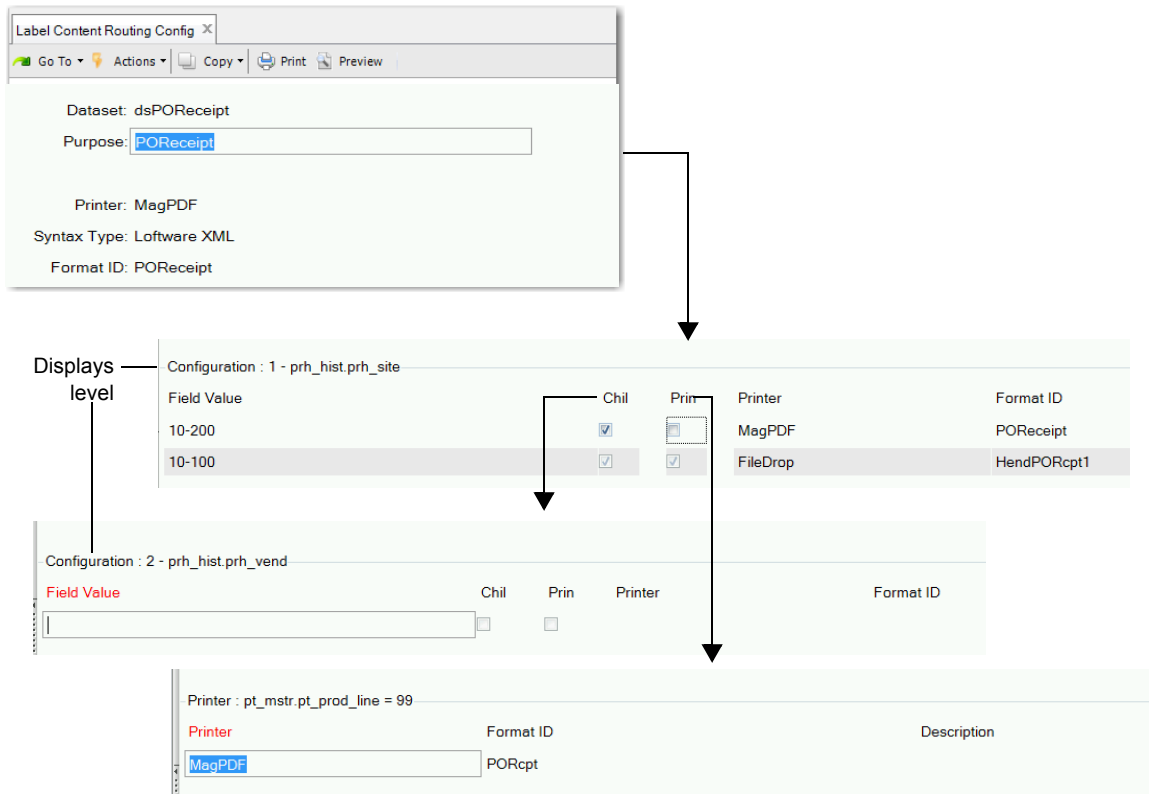 Label Content Routing Config X
Go To Actions Copy Print Preview
Dataset: dsPOReceipt
Purpose: POReceipt
Printer: MagPDF
Syntax Type: Loftware XML
Format ID: POReceipt
Displays level
Configuration : 1 - prh_hist.prh_site
Field Value Chil Prin Printer Format ID
10-200 MagPDF POReceipt
10-100 FileDrop HendPORcpt1
Configuration : 2 - prh_hist.prh_vend
Field Value Chil Prin Printer Format ID
Printer : pt_mstr.pt_prod_line = 99
Printer Format ID Description
MagPDF PORcpt